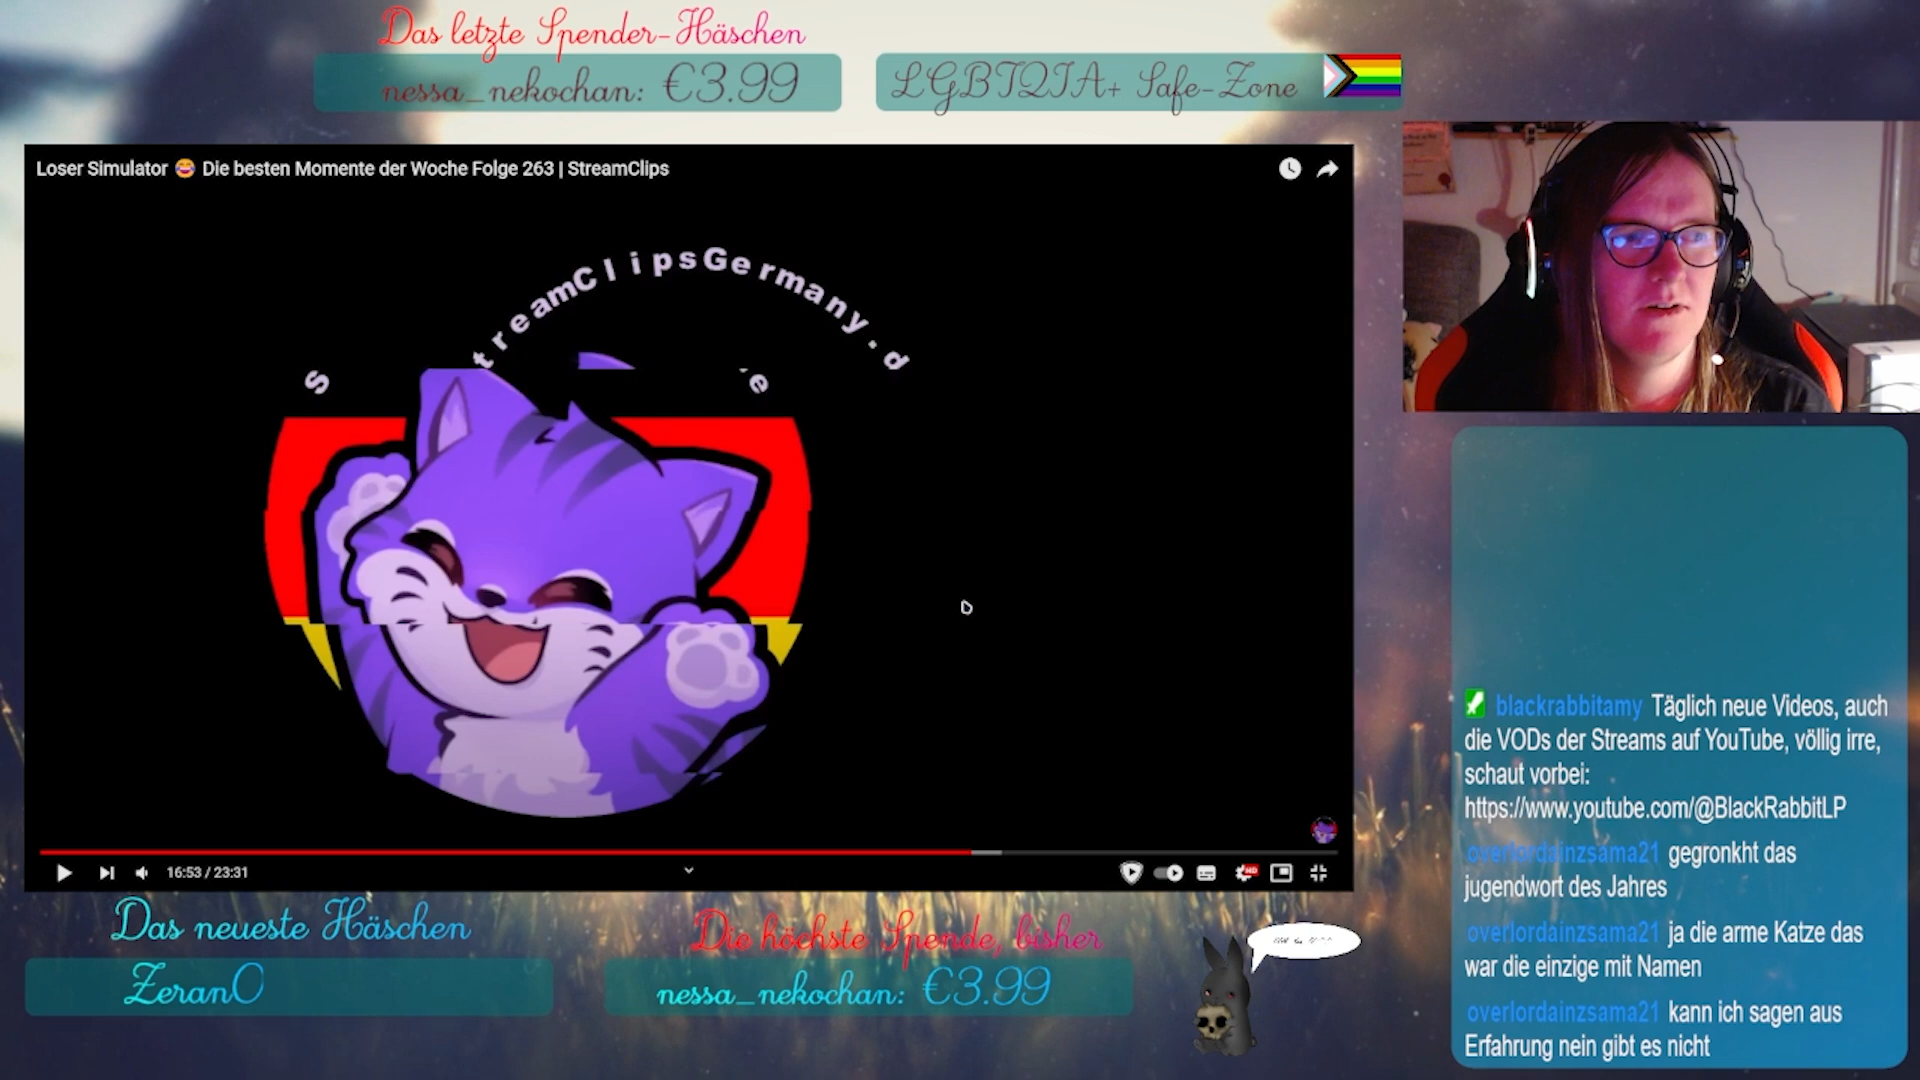 Das letzte Spender-Häschen
nessa_nekochan: €3.99
LGBTQIA+ Safe-Zone
Loser Simulator 😂 Die besten Momente der Woche Folge 263 | StreamClips
StreamClipsGermany.de
16:53 / 23:31
HD
blackrabbitamy Täglich neue Videos, auch
die VODs der Streams auf YouTube, völlig irre,
schaut vorbei:
https://www.youtube.com/@BlackRabbitLP
overlordainzsama21 gegronkht das
jugendwort des Jahres
overlordainzsama21 ja die arme Katze das
war die einzige mit Namen
overlordainzsama21 kann ich sagen aus
Erfahrung nein gibt es nicht
Das neueste Häschen
ZeranO
Die höchste Spende, bisher
nessa_nekochan: €3.99